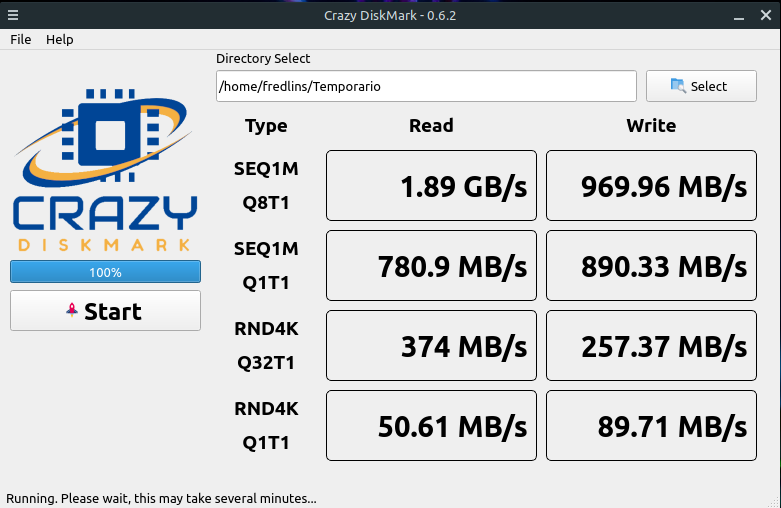 Crazy DiskMark - 0.6.2
File Help
Directory Select
/home/fredlins/Temporario Select
Type Read Write
SEQ1M
Q8T1
1.89 GB/s 969.96 MB/s
SEQ1M
Q1T1
780.9 MB/s 890.33 MB/s
RND4K
Q32T1
374 MB/s 257.37 MB/s
RND4K
Q1T1
50.61 MB/s 89.71 MB/s
CRAZY
DISKMARK
100%
Start
Running. Please wait, this may take several minutes...